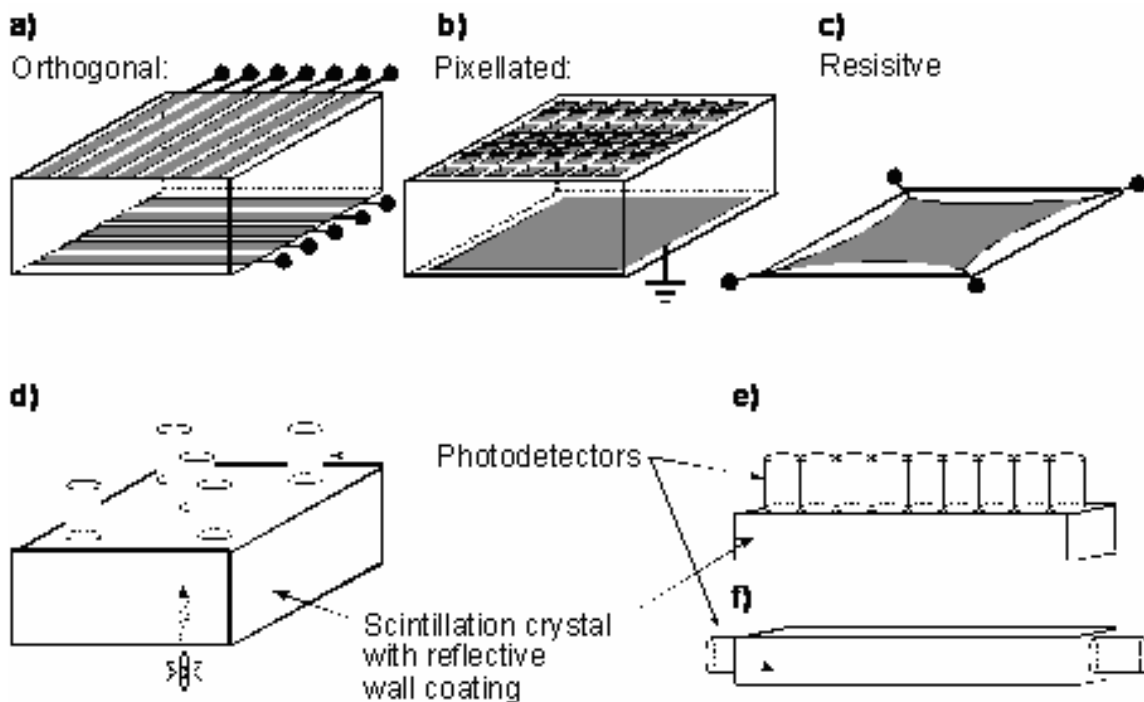 a)
Orthogonal:
b)
Pixellated:
c)
Resisitve
d)
e)
Photodetectors
Scintillation crystal
with reflective
wall coating
f)